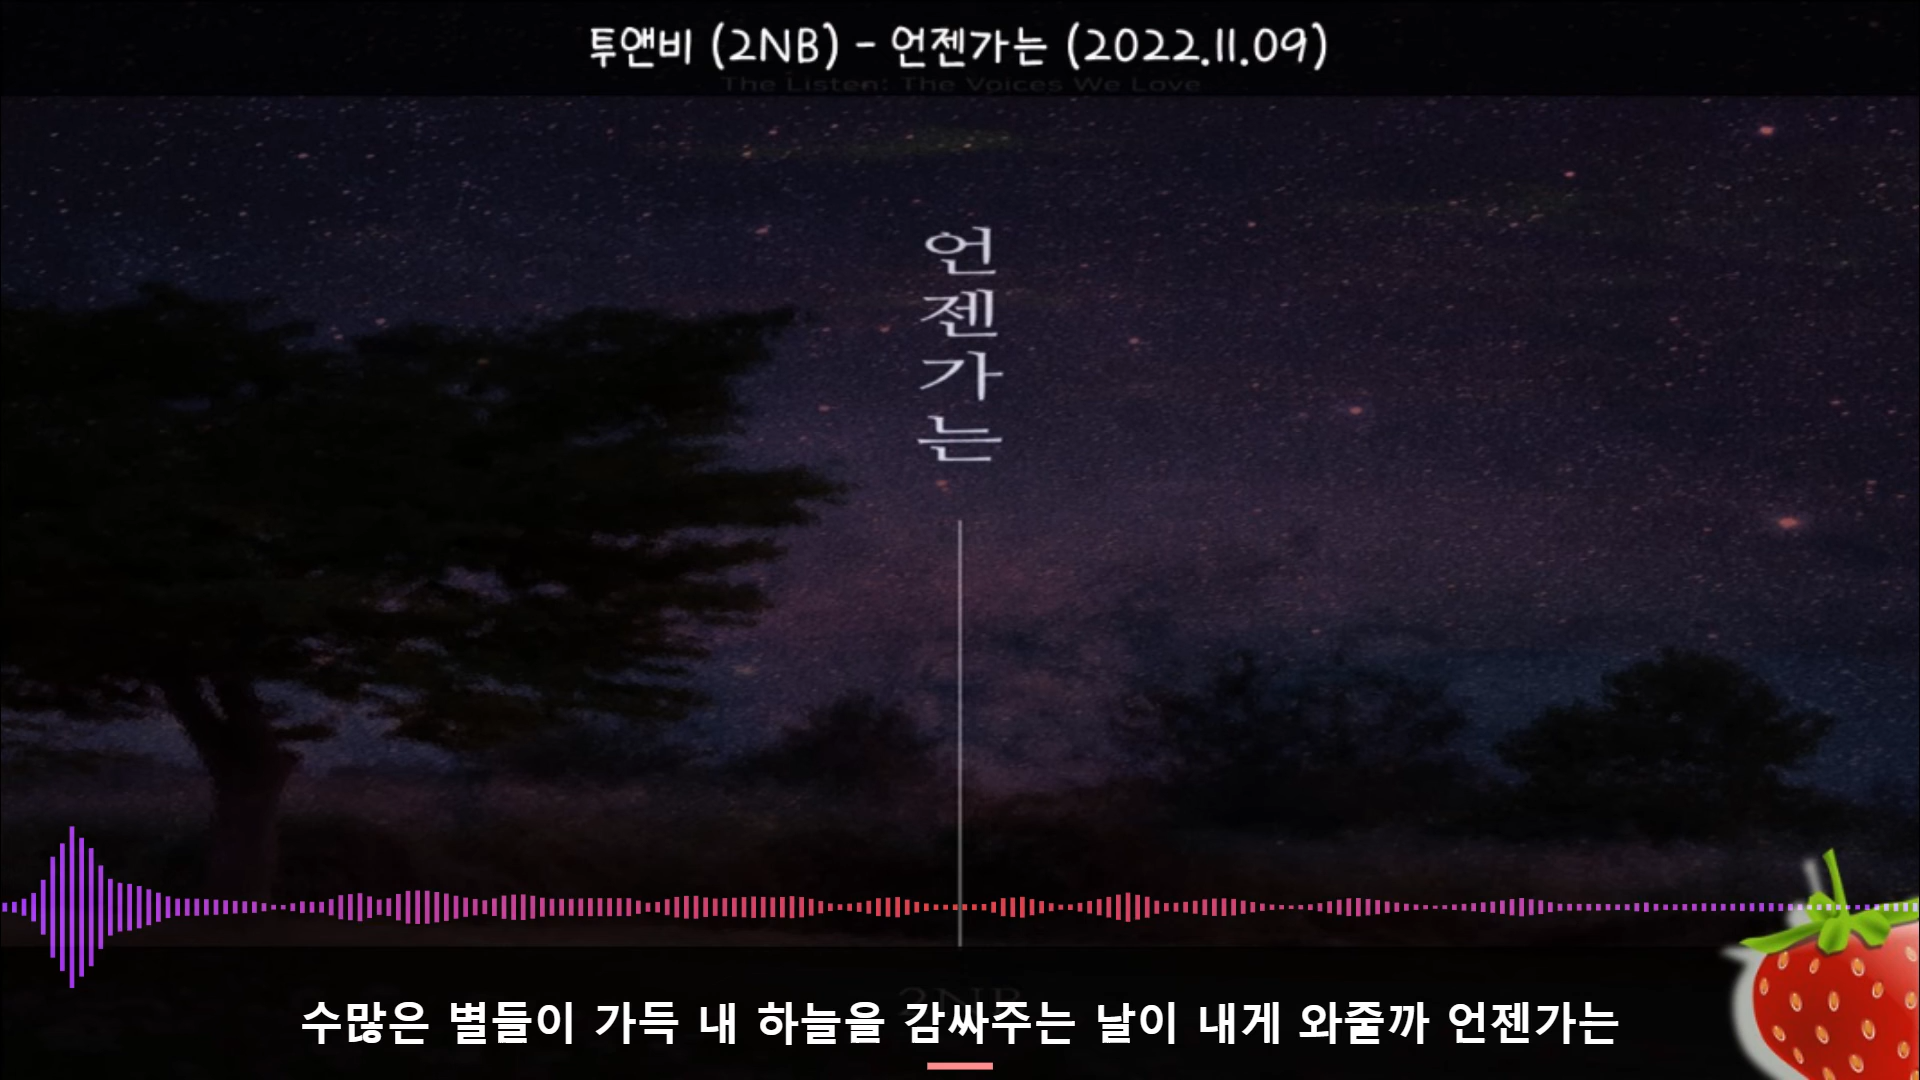 투앤비 (2NB) - 언젠가는 (2022.11.09)
The Listen: The Voices We Love
언
젠
가
는
2NB
수많은 별들이 가득 내 하늘을 감싸주는 날이 내게 와줄까 언젠가는